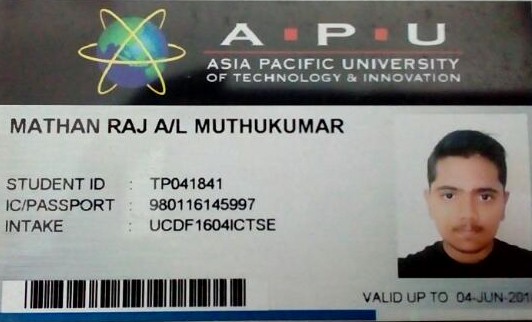 A·P·U
ASIA PACIFIC UNIVERSITY
OF TECHNOLOGY & INNOVATION
MATHAN RAJ A/L MUTHUKUMAR
STUDENT ID : TP041841
IC/PASSPORT : 980116145997
INTAKE : UCDF1604ICTSE
VALID UP TO 04-JUN-201